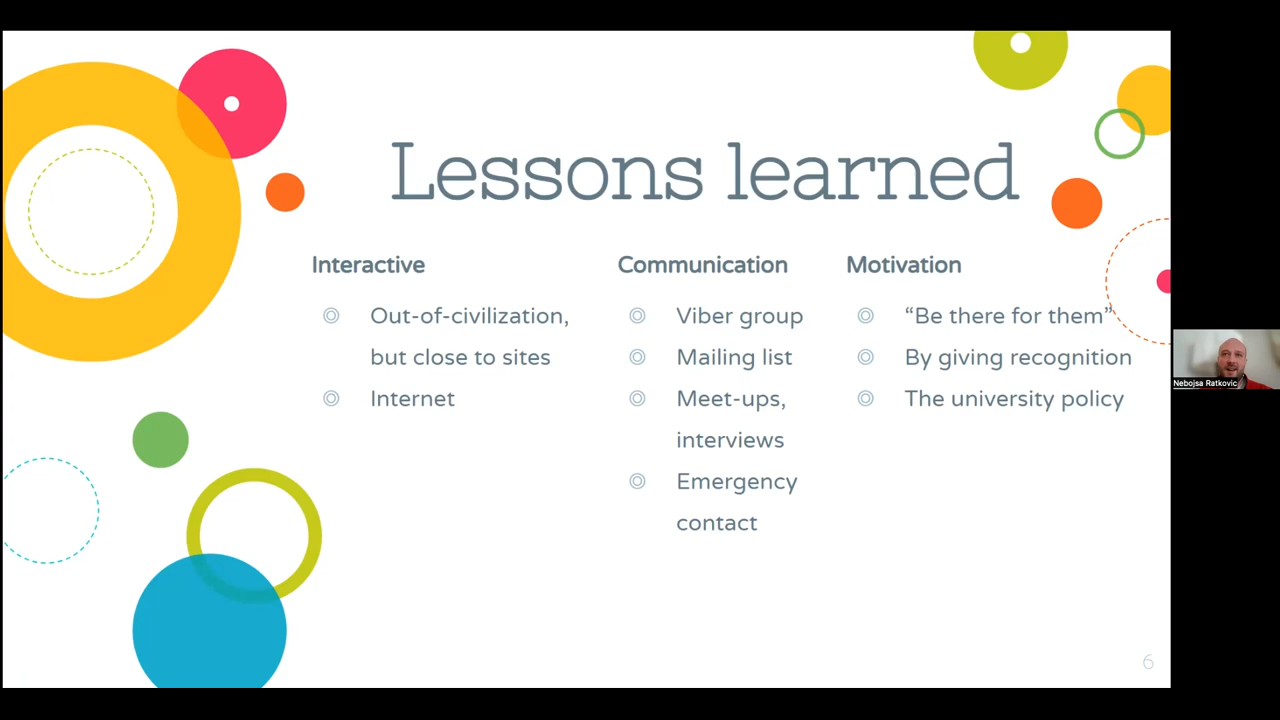 Lessons learned
Interactive
Out-of-civilization,
but close to sites
Internet
Communication
Viber group
Mailing list
Meet-ups,
interviews
Emergency
contact
Motivation
“Be there for them”
By giving recognition
The university policy
Nebojsa Ratkovic
6